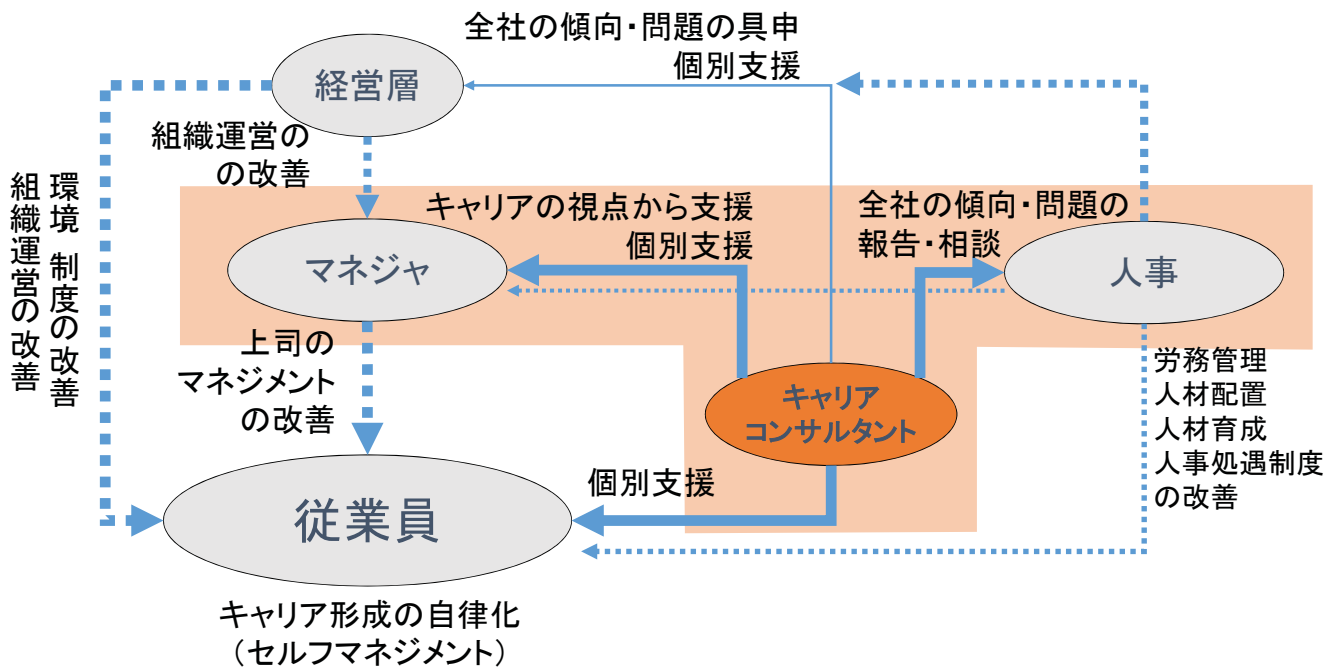 全社の傾向・問題の具申
個別支援
経営層
組織運営の
の改善
環境 制度の改善
組織運営の改善
キャリアの視点から支援
個別支援
全社の傾向・問題の
報告・相談
マネジャ
人事
上司の
マネジメント
の改善
キャリア
コンサルタント
労務管理
人材配置
人材育成
人事処遇制度
の改善
個別支援
従業員
キャリア形成の自律化
（セルフマネジメント）